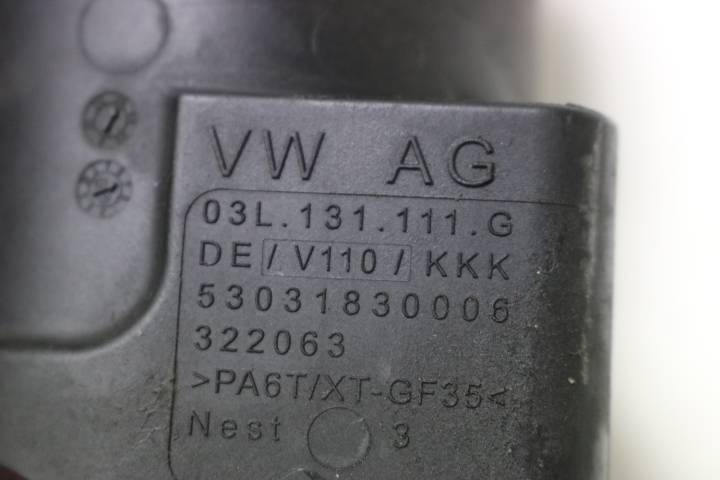 VW AG
03L.131.111.G
DE / V110 / KKK
53031830006
322063
>PA6T/XT-GF35<
Nest 3